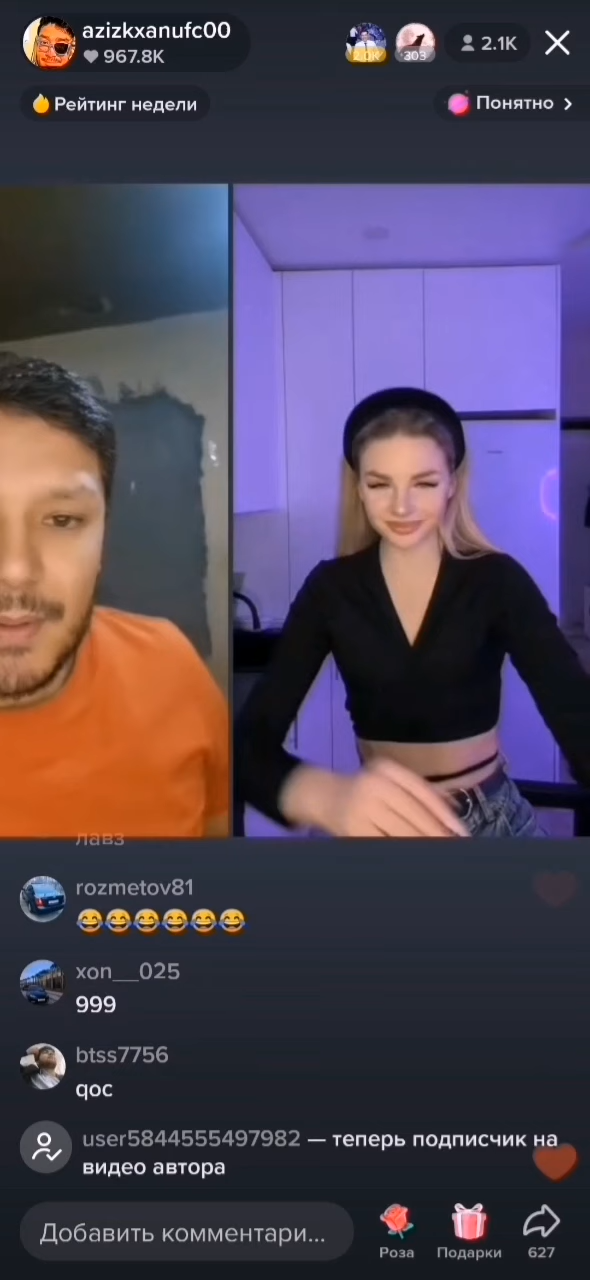 azizkxanufc00
967.8K
303
2.1K
Рейтинг недели
Понятно
лавз
rozmetov81
😂😂😂😂😂😂
xon__025
999
btss7756
qoc
user5844555497982 — теперь подписчик на
видео автора
Добавить комментари...
Роза
Подарки
627